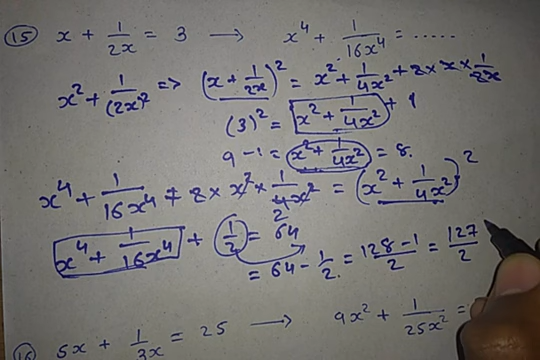 (15) x + 1/2x = 3 → x⁴ + 1/16x⁴ = .....
x² + 1/(2x)² => (x + 1/2x)² = x² + 1/4x² + 2 × x × 1/2x
(3)² = x² + 1/4x² + 1
9 - 1 = x² + 1/4x² = 8.
x⁴ + 1/16x⁴ + 2 × x² × 1/4x² = (x² + 1/4x²)²
2
x⁴ + 1/16x⁴ + 1/2 = 64
= 64 - 1/2. = 128 - 1/2 = 127/2
(16) 5x + 1/3x = 25 → 9x² + 1/25x² =